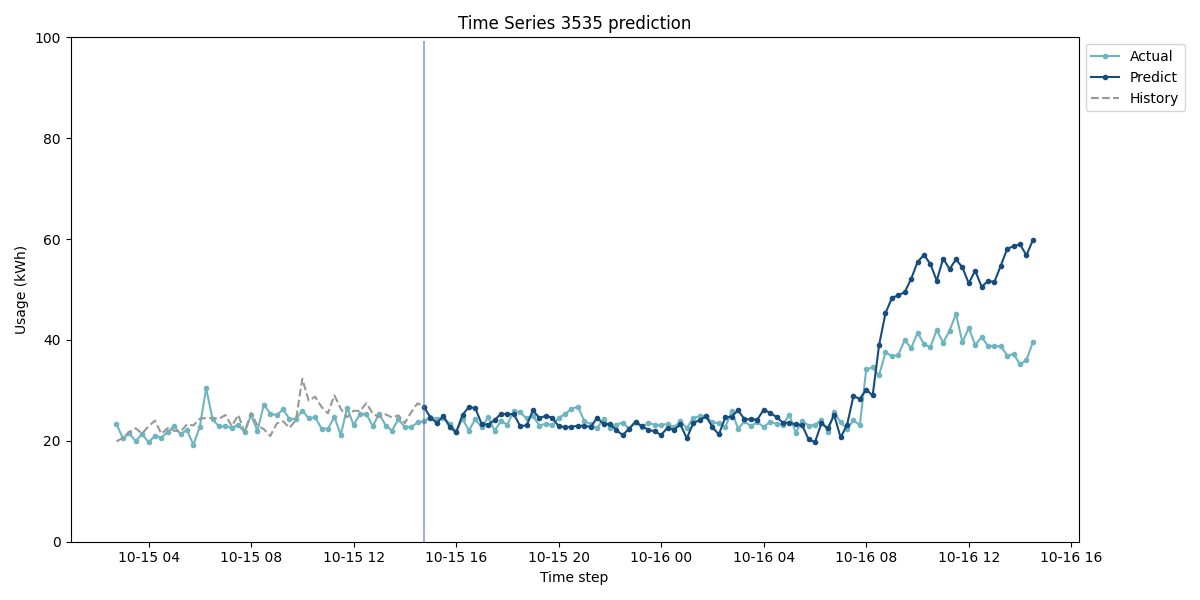 Time Series 3535 prediction
Usage (kWh)
100
80
60
40
20
0
10-15 04
10-15 08
10-15 12
10-15 16
10-15 20
10-16 00
10-16 04
10-16 08
10-16 12
10-16 16
Time step
Actual
Predict
History